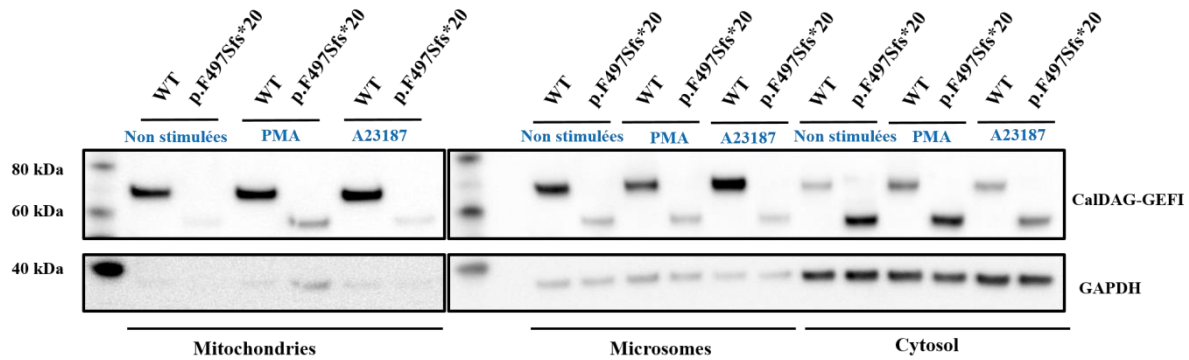 WT p.F497Sfs*20 WT p.F497Sfs*20 WT p.F497Sfs*20 WT p.F497Sfs*20 WT p.F497Sfs*20 WT p.F497Sfs*20 WT p.F497Sfs*20 WT p.F497Sfs*20 WT p.F497Sfs*20
Non stimulées PMA A23187 Non stimulées PMA A23187 Non stimulées PMA A23187
80 kDa
60 kDa
CalDAG-GEFI
40 kDa
GAPDH
Mitochondries Microsomes Cytosol